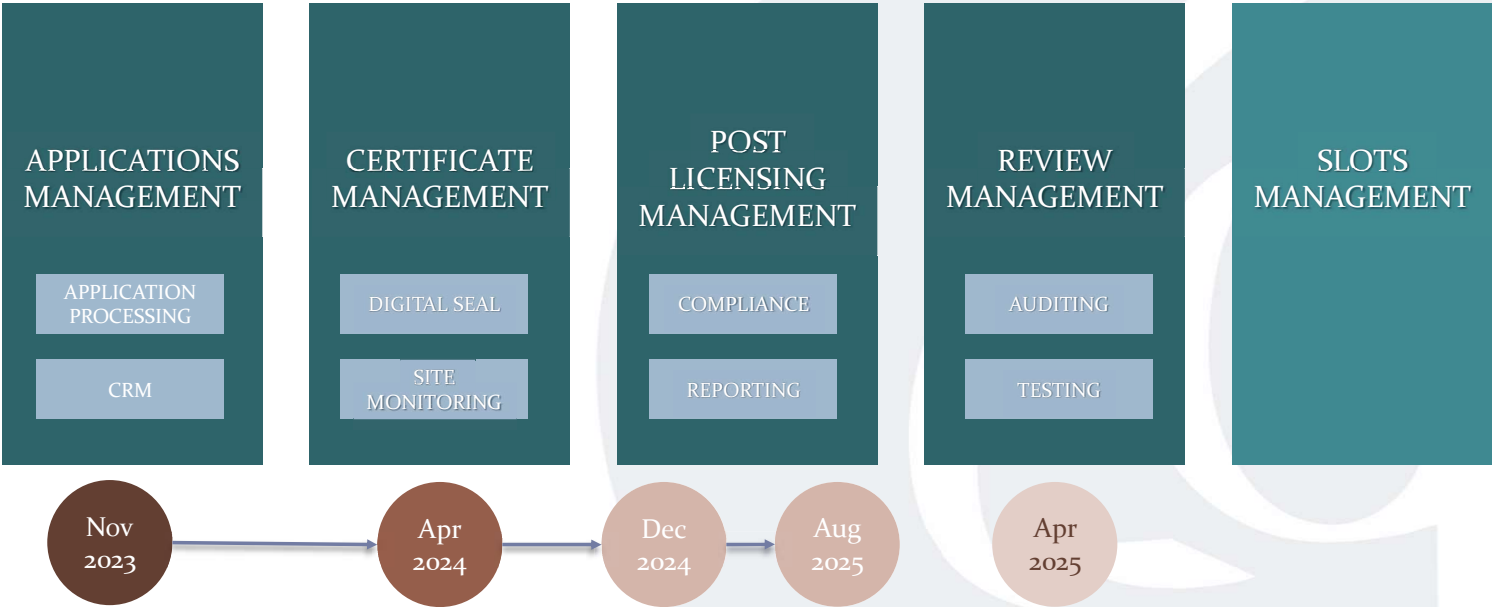 APPLICATIONS
MANAGEMENT
APPLICATION
PROCESSING
CRM
CERTIFICATE
MANAGEMENT
DIGITAL SEAL
SITE
MONITORING
POST
LICENSING
MANAGEMENT
COMPLIANCE
REPORTING
REVIEW
MANAGEMENT
AUDITING
TESTING
SLOTS
MANAGEMENT
Nov
2023
Apr
2024
Dec
2024
Aug
2025
Apr
2025